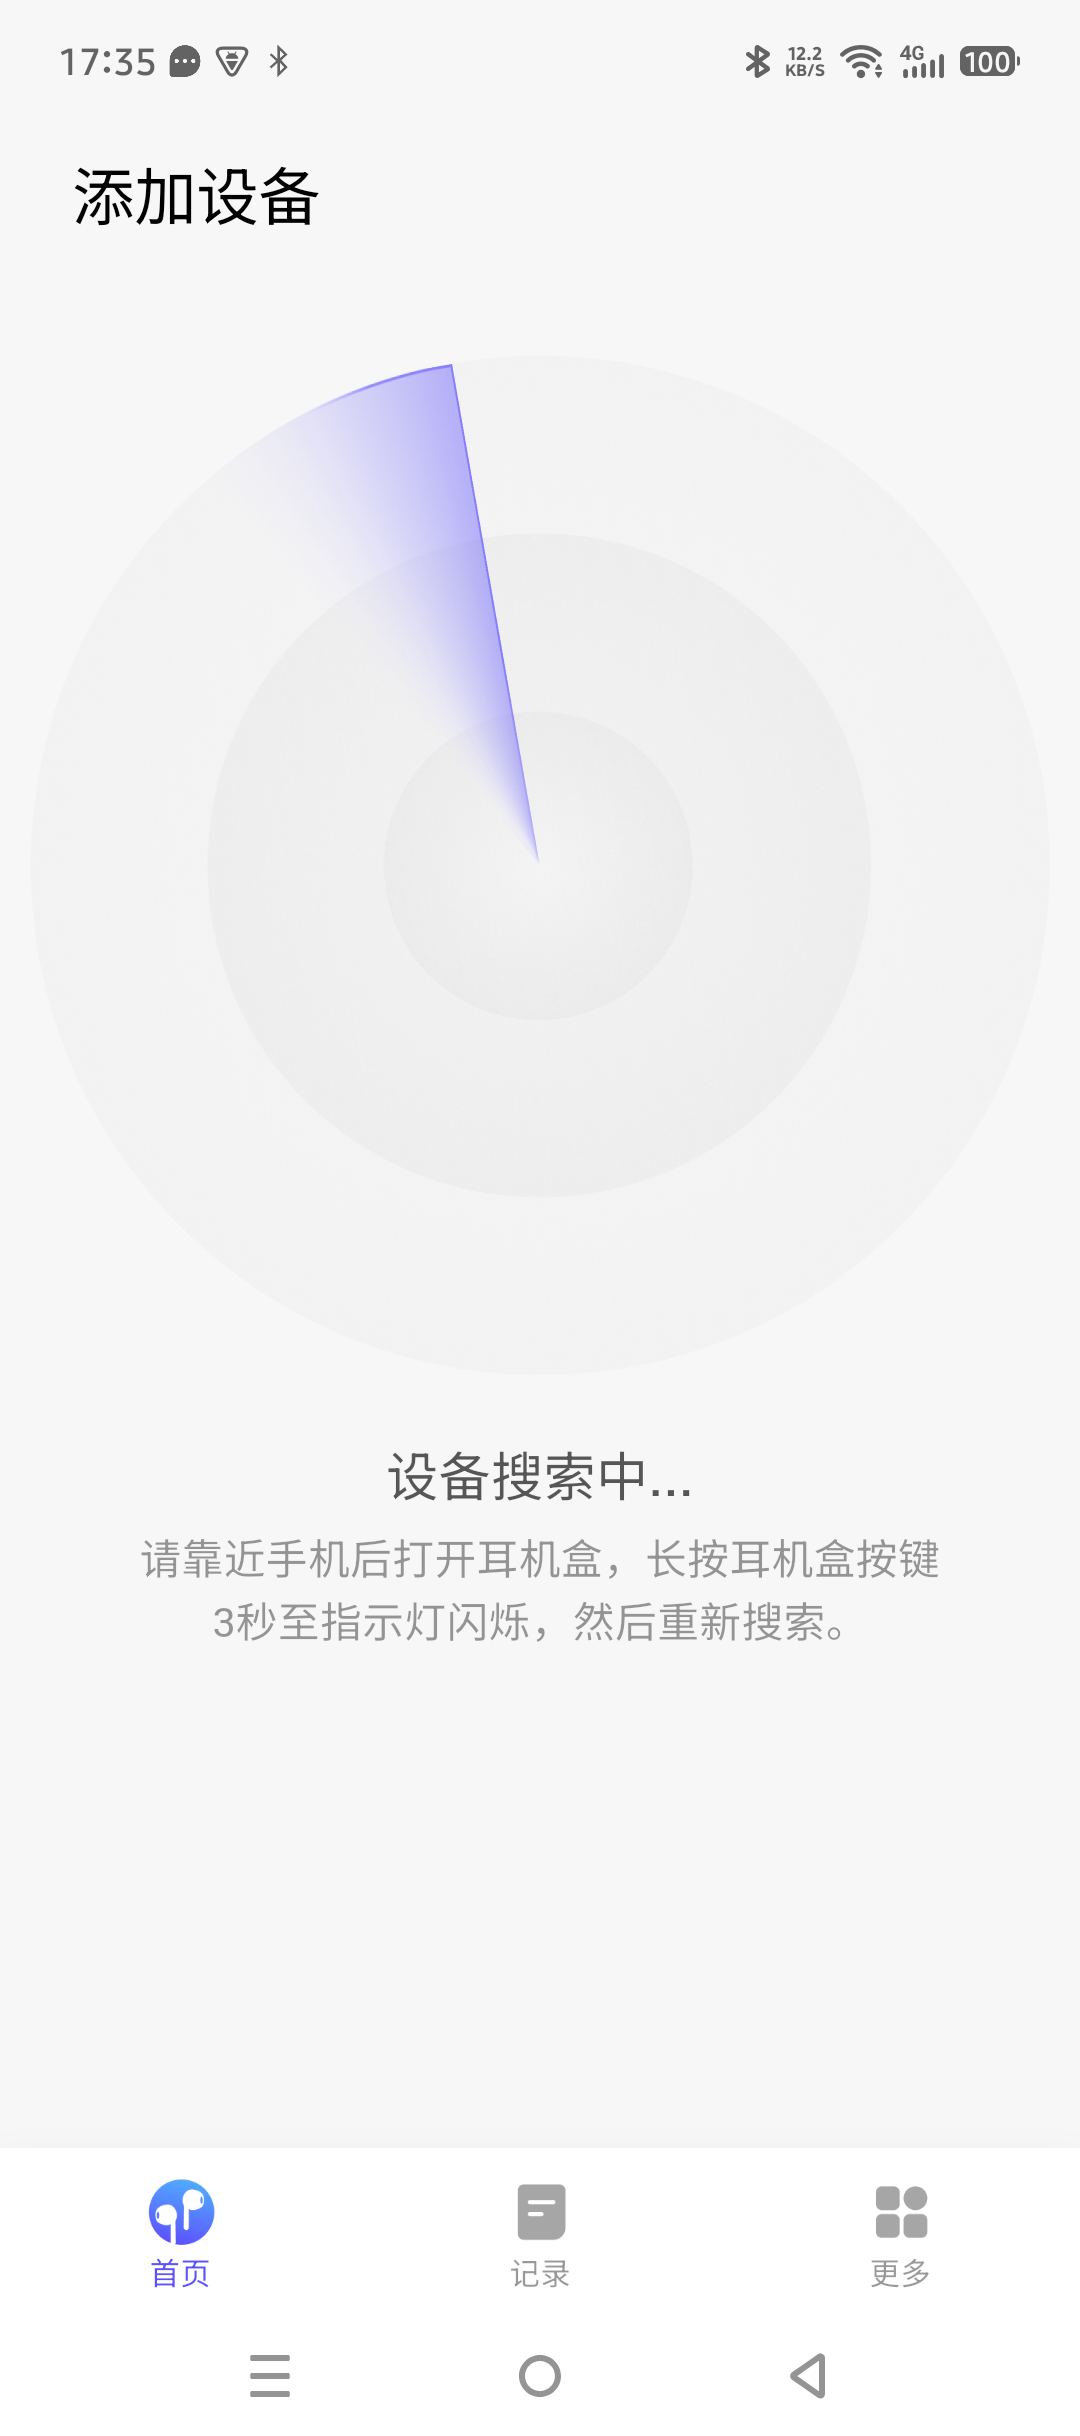 17:35
12.2
KB/S
4G
100
添加设备
设备搜索中...
请靠近手机后打开耳机盒，长按耳机盒按键
3秒至指示灯闪烁，然后重新搜索。
首页
记录
更多